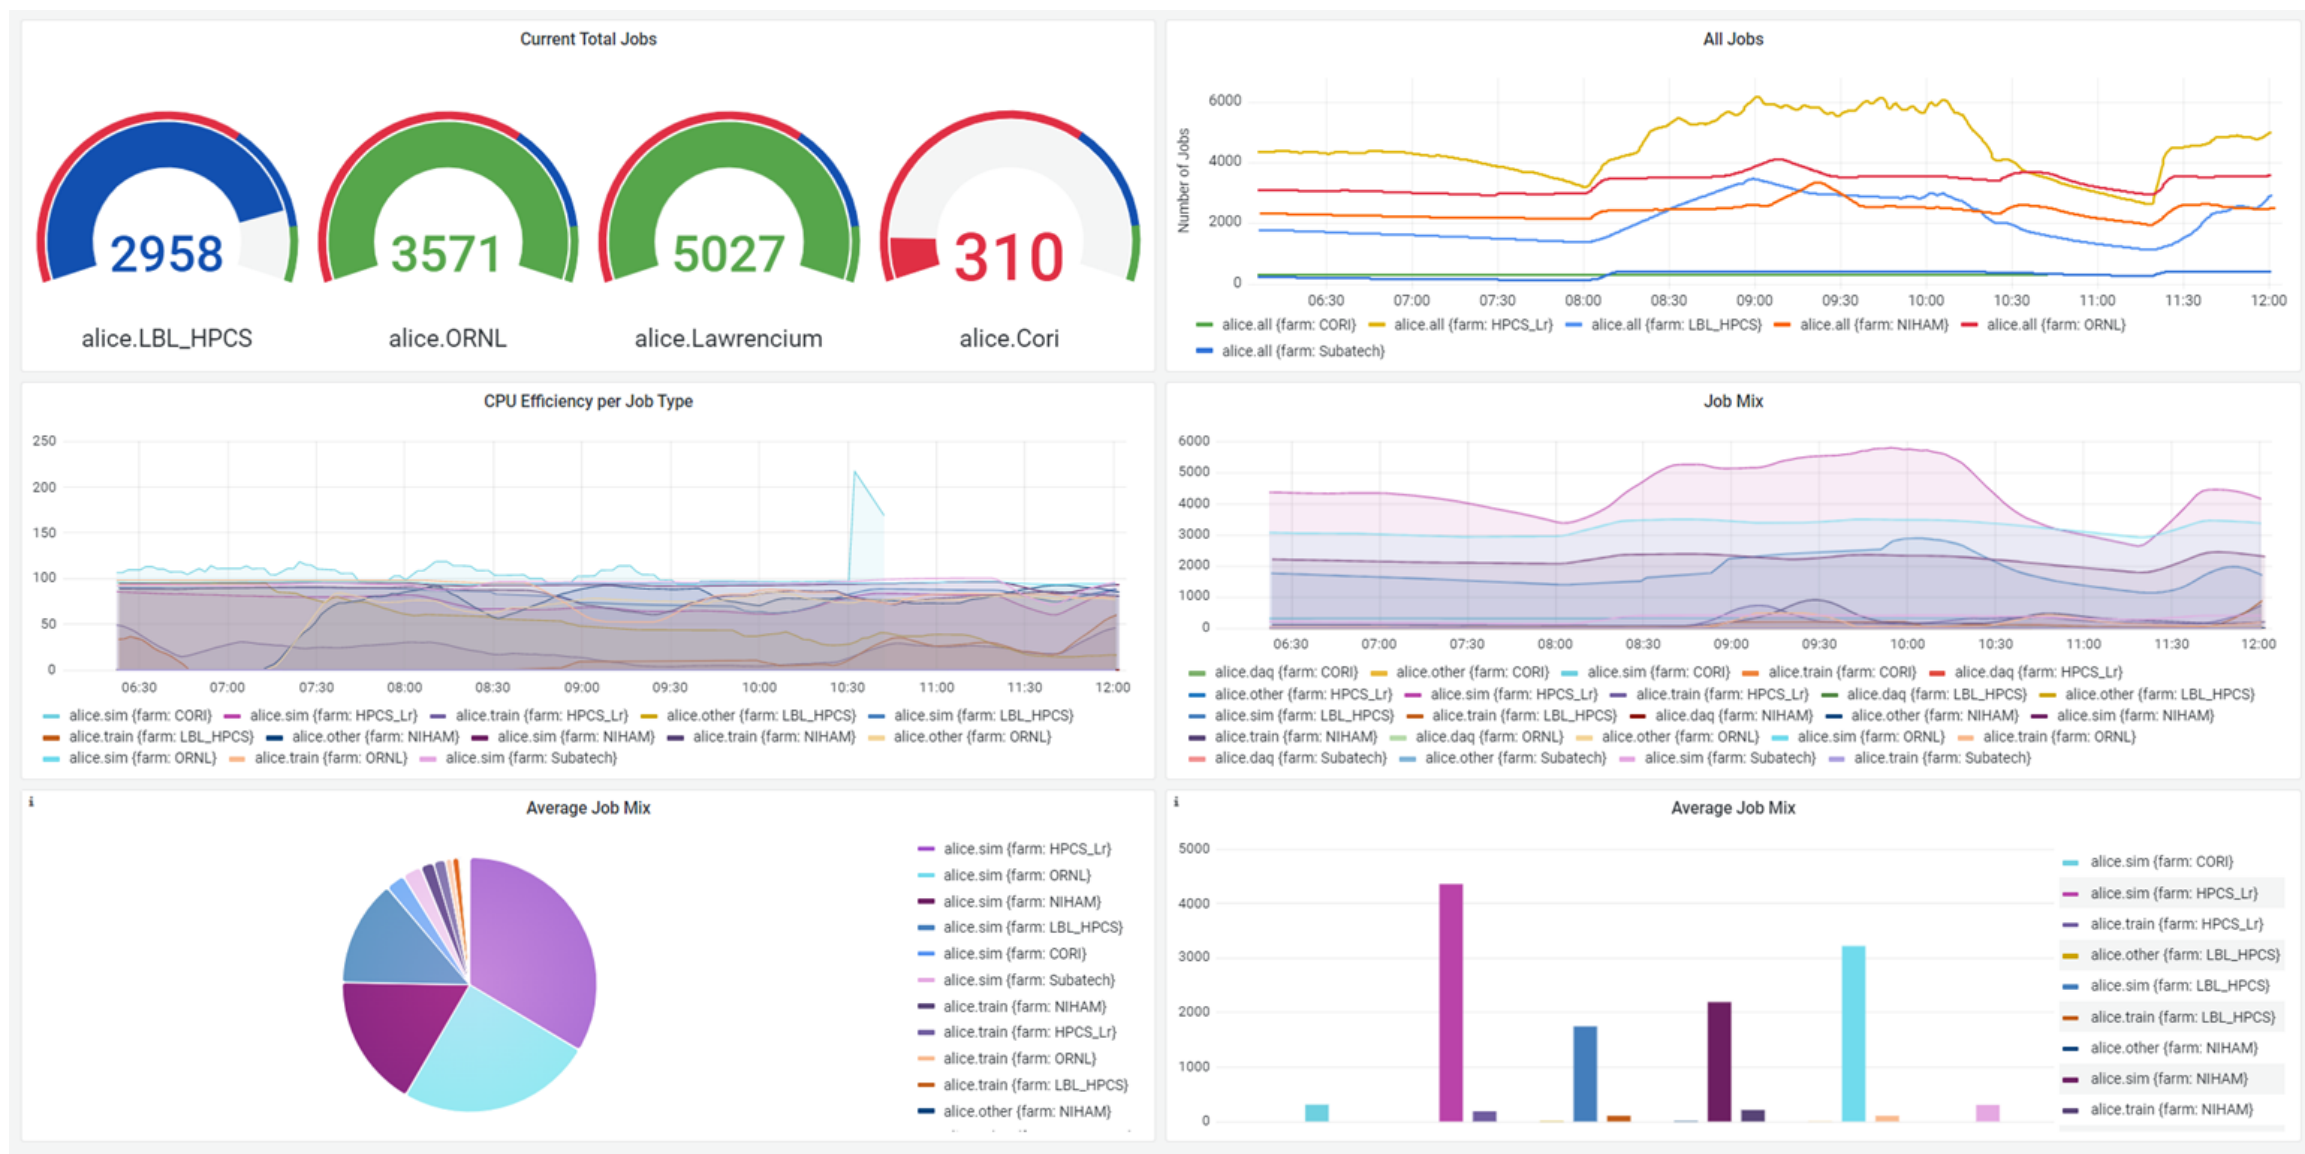 Current Total Jobs
2958
3571
5027
310
alice.LBL_HPCS
alice.ORNL
alice.Lawrencium
alice.Cori
All Jobs
Number of Jobs
6000
4000
2000
0
06:30 07:00 07:30 08:00 08:30 09:00 09:30 10:00 10:30 11:00 11:30 12:00
alice.all {farm: CORI} alice.all {farm: HPCS_Lr} alice.all {farm: LBL_HPCS} alice.all {farm: NIHAM} alice.all {farm: ORNL}
alice.all {farm: Subatech}
CPU Efficiency per Job Type
250
200
150
100
50
0
06:30 07:00 07:30 08:00 08:30 09:00 09:30 10:00 10:30 11:00 11:30 12:00
alice.sim {farm: CORI} alice.sim {farm: HPCS_Lr} alice.train {farm: HPCS_Lr} alice.other {farm: LBL_HPCS} alice.sim {farm: LBL_HPCS}
alice.train {farm: LBL_HPCS} alice.other {farm: NIHAM} alice.sim {farm: NIHAM} alice.train {farm: NIHAM} alice.other {farm: ORNL}
alice.sim {farm: ORNL} alice.train {farm: ORNL} alice.sim {farm: Subatech}
Job Mix
6000
5000
4000
3000
2000
1000
0
06:30 07:00 07:30 08:00 08:30 09:00 09:30 10:00 10:30 11:00 11:30 12:00
alice.daq {farm: CORI} alice.other {farm: CORI} alice.sim {farm: CORI} alice.train {farm: CORI} alice.daq {farm: HPCS_Lr}
alice.other {farm: HPCS_Lr} alice.sim {farm: HPCS_Lr} alice.train {farm: HPCS_Lr} alice.daq {farm: LBL_HPCS} alice.other {farm: LBL_HPCS}
alice.sim {farm: LBL_HPCS} alice.train {farm: LBL_HPCS} alice.daq {farm: NIHAM} alice.other {farm: NIHAM} alice.sim {farm: NIHAM}
alice.train {farm: NIHAM} alice.daq {farm: ORNL} alice.other {farm: ORNL} alice.sim {farm: ORNL} alice.train {farm: ORNL}
alice.daq {farm: Subatech} alice.other {farm: Subatech} alice.sim {farm: Subatech} alice.train {farm: Subatech}
i
Average Job Mix
alice.sim {farm: HPCS_Lr}
alice.sim {farm: ORNL}
alice.sim {farm: NIHAM}
alice.sim {farm: LBL_HPCS}
alice.sim {farm: CORI}
alice.sim {farm: Subatech}
alice.train {farm: NIHAM}
alice.train {farm: HPCS_Lr}
alice.train {farm: ORNL}
alice.train {farm: LBL_HPCS}
alice.other {farm: NIHAM}
i
Average Job Mix
5000
4000
3000
2000
1000
0
alice.sim {farm: CORI}
alice.sim {farm: HPCS_Lr}
alice.train {farm: HPCS_Lr}
alice.other {farm: LBL_HPCS}
alice.sim {farm: LBL_HPCS}
alice.train {farm: LBL_HPCS}
alice.other {farm: NIHAM}
alice.sim {farm: NIHAM}
alice.train {farm: NIHAM}